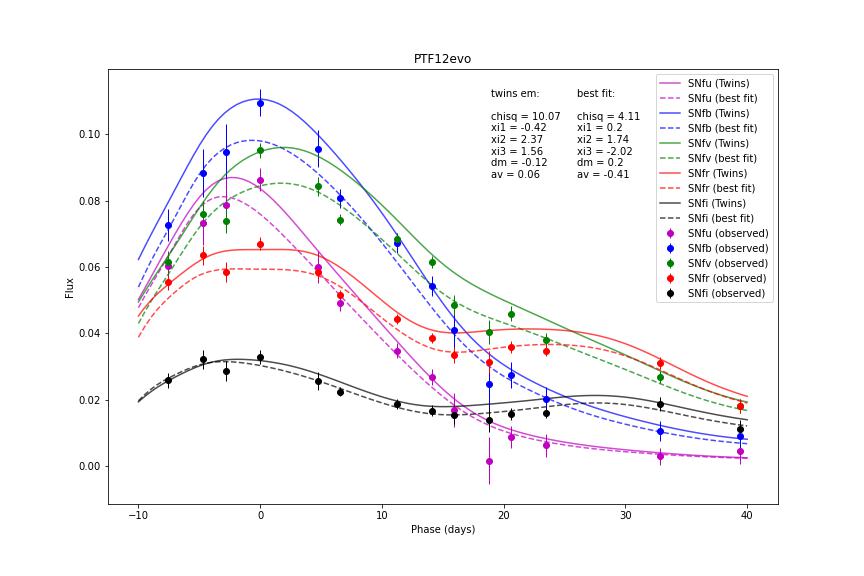 PTF12evo
twins em: best fit:
chisq = 10.07 chisq = 4.11
xi1 = -0.42 xi1 = 0.2
xi2 = 2.37 xi2 = 1.74
xi3 = 1.56 xi3 = -2.02
dm = -0.12 dm = 0.2
av = 0.06 av = -0.41
SNfu (Twins)
SNfu (best fit)
SNfb (Twins)
SNfb (best fit)
SNfv (Twins)
SNfv (best fit)
SNfr (Twins)
SNfr (best fit)
SNfi (Twins)
SNfi (best fit)
SNfu (observed)
SNfb (observed)
SNfv (observed)
SNfr (observed)
SNfi (observed)
Flux
0.10
0.08
0.06
0.04
0.02
0.00
−10 0 10 20 30 40
Phase (days)